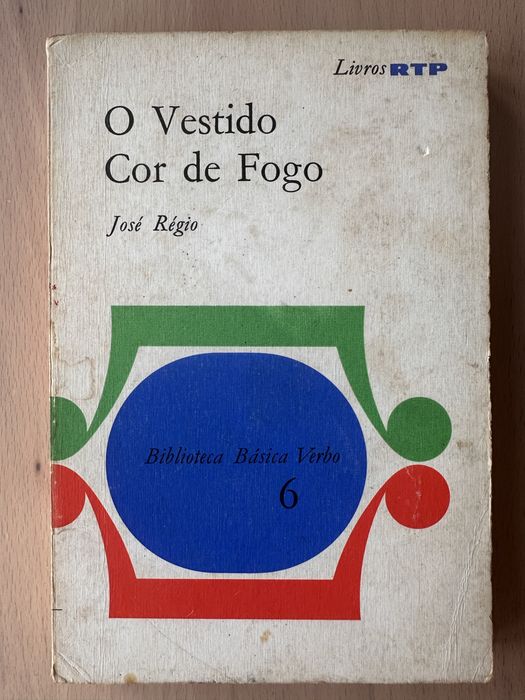 Livros RTP
O Vestido
Cor de Fogo
José Régio
Biblioteca Básica Verbo
6